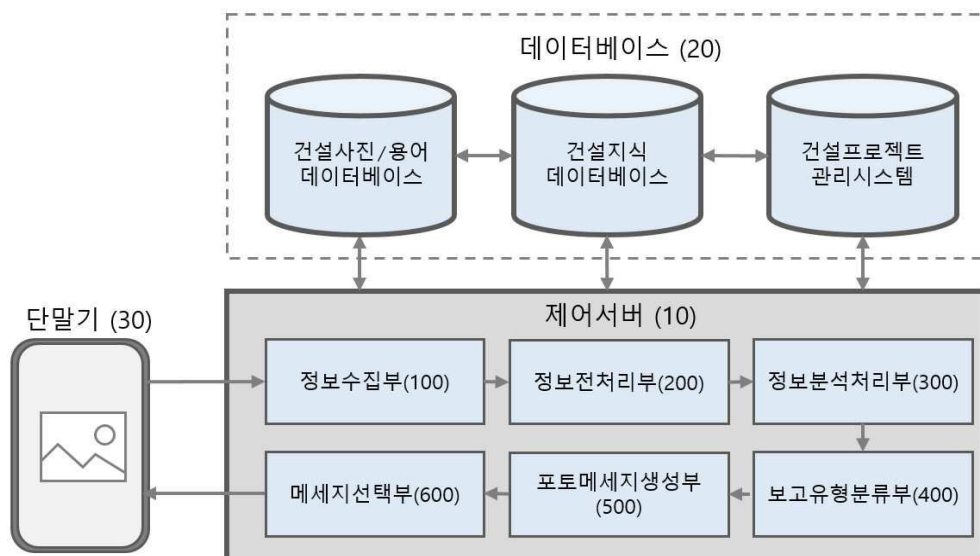 데이터베이스 (20)
건설사진/용어
데이터베이스
건설지식
데이터베이스
건설프로젝트
관리시스템
단말기 (30)
제어서버 (10)
정보수집부(100)
정보전처리부(200)
정보분석처리부(300)
메세지선택부(600)
포토메세지생성부
(500)
보고유형분류부(400)